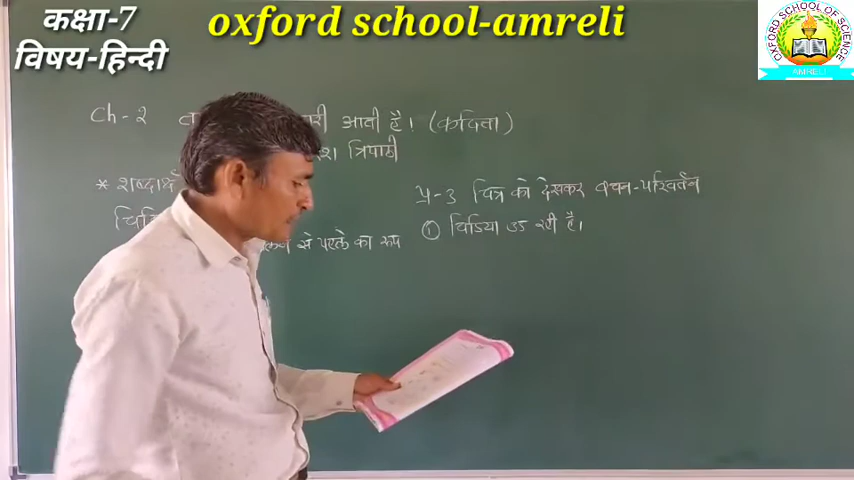 कक्षा-7
विषय-हिन्दी
oxford school-amreli
OXFORD SCHOOL OF SCIENCE
AMRELI
Ch-2 आती है। (कविता)
त्रिपाठी
* शब्दार्थ
से पहले का रूप
प्र-3 चित्र को देखकर वचन-परिवर्तन
① चिडिया उड रही है।